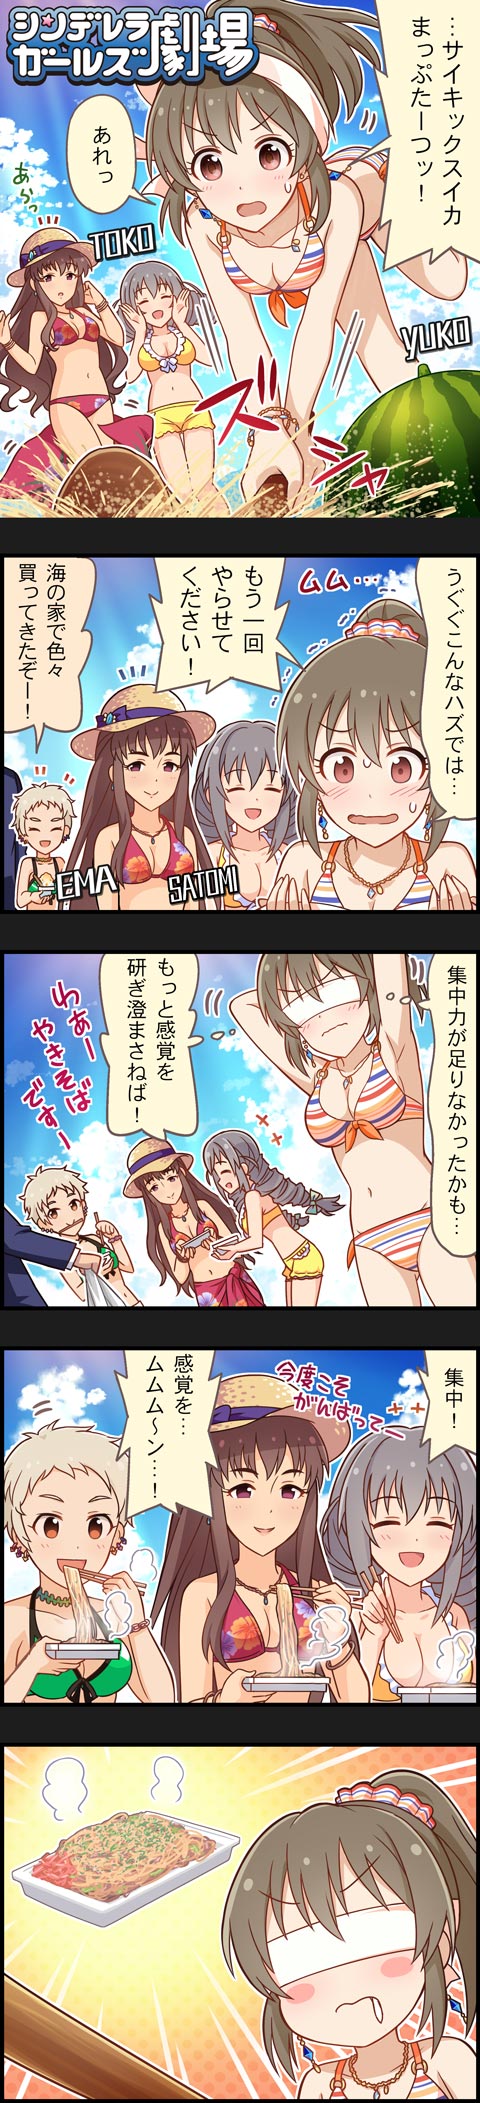 シンデレラ
ガールズ劇場
…サイキックスイカ
まっぷたーつッ！
あれっ
あらっ
TOKO
YUKO
ズシャ
うぐぐこんなハズでは…
ムム…
もう一回
やらせて
ください！
海の家で色々
買ってきたぞー！
EMA
SATOMI
集中力が足りなかったかも…
もっと感覚を
研ぎ澄まさねば！
わぁー
やきそば
ですー
集中！
今度こそ
がんばってー
感覚を…
ムムム～ン…！